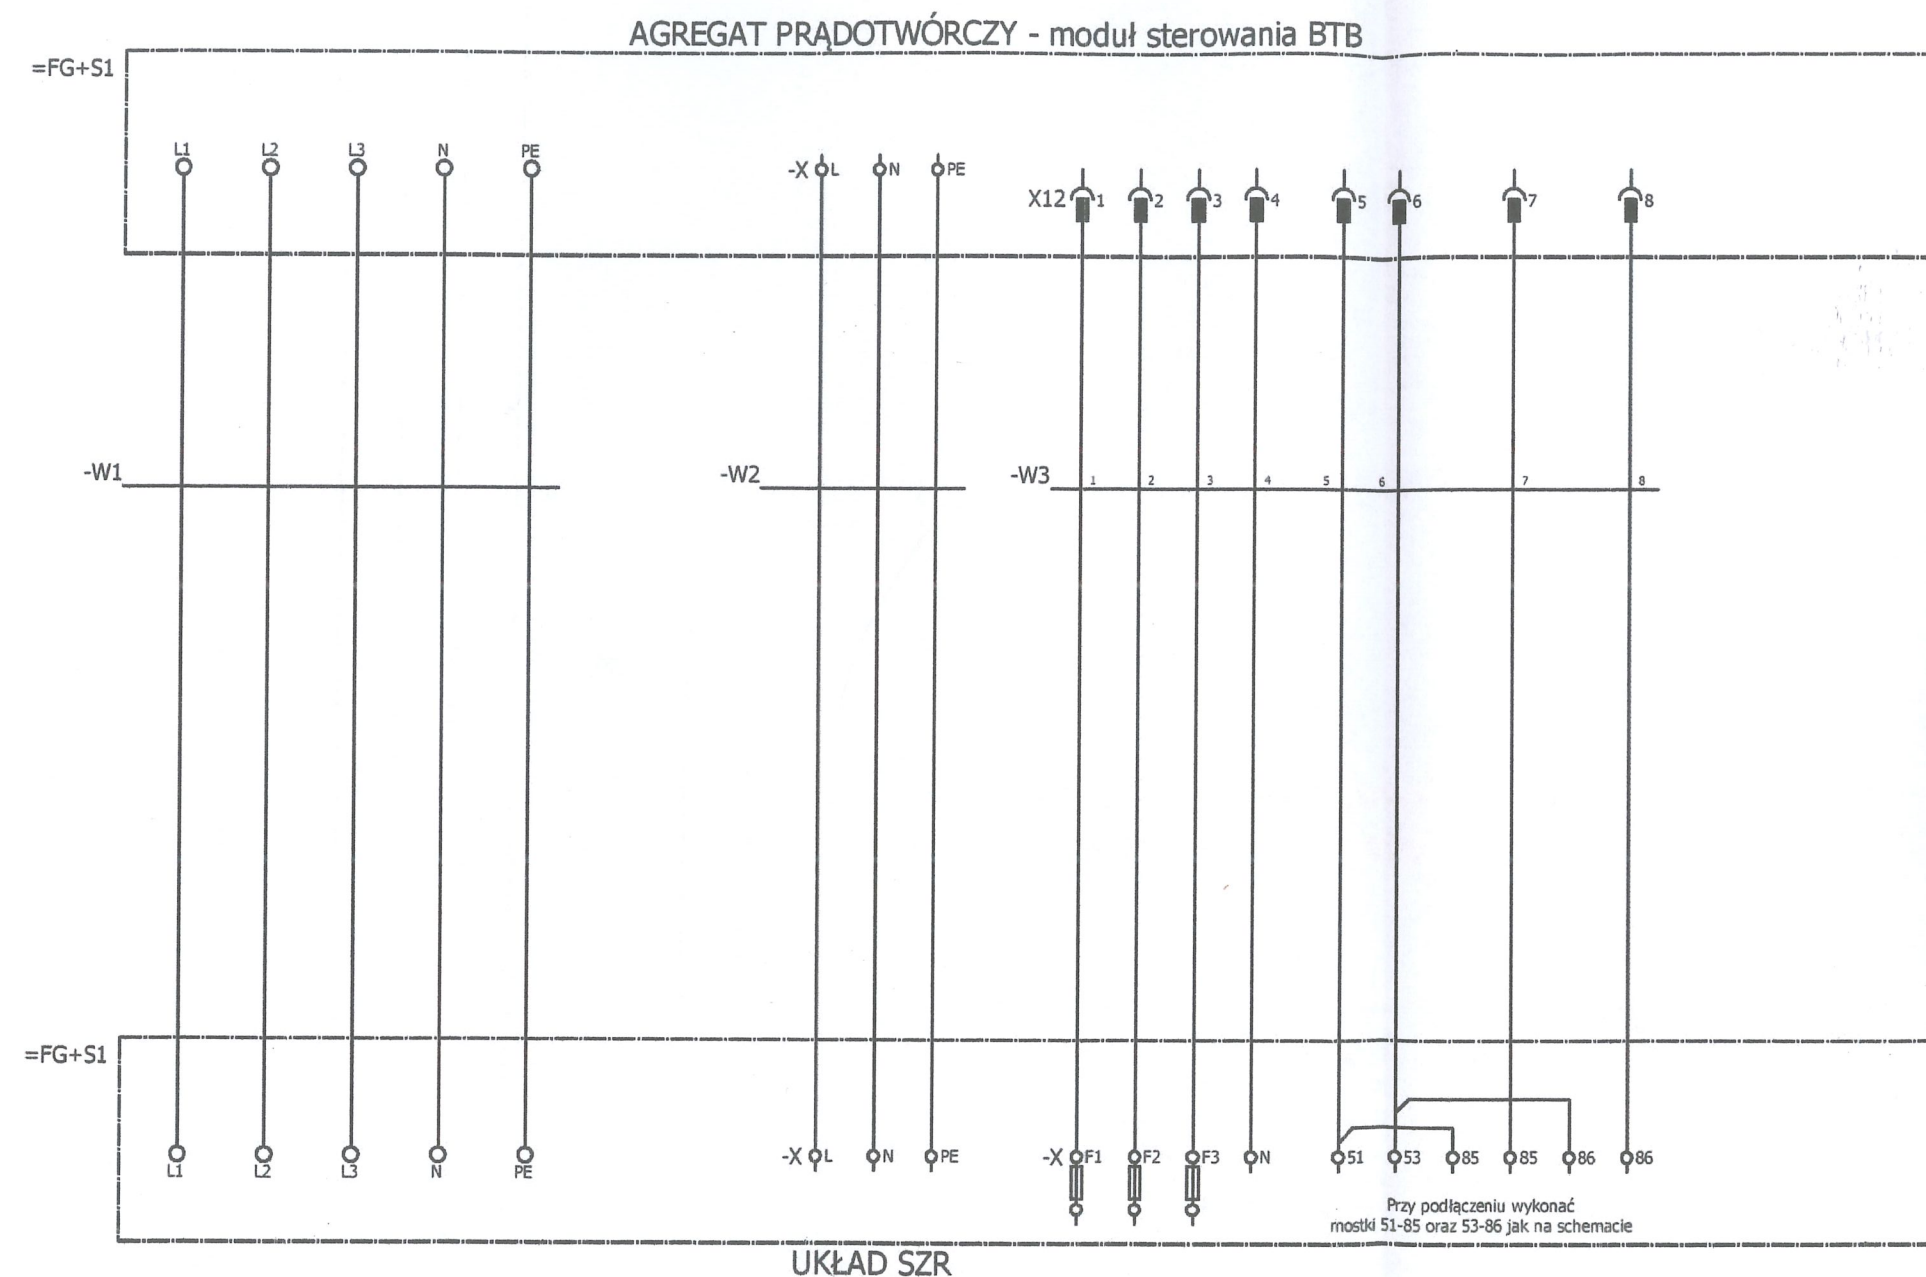 AGREGAT PRĄDOTWÓRCZY - moduł sterowania BTB
=FG+S1
L1 L2 L3 N PE
-X L N PE
X12 1 2 3 4 5 6 7 8
-W1
-W2
-W3 1 2 3 4 5 6 7 8
=FG+S1
L1 L2 L3 N PE
-X L N PE
-X F1 F2 F3 N 51 53 85 85 86 86
Przy podłączeniu wykonać
mostki 51-85 oraz 53-86 jak na schemacie
UKŁAD SZR